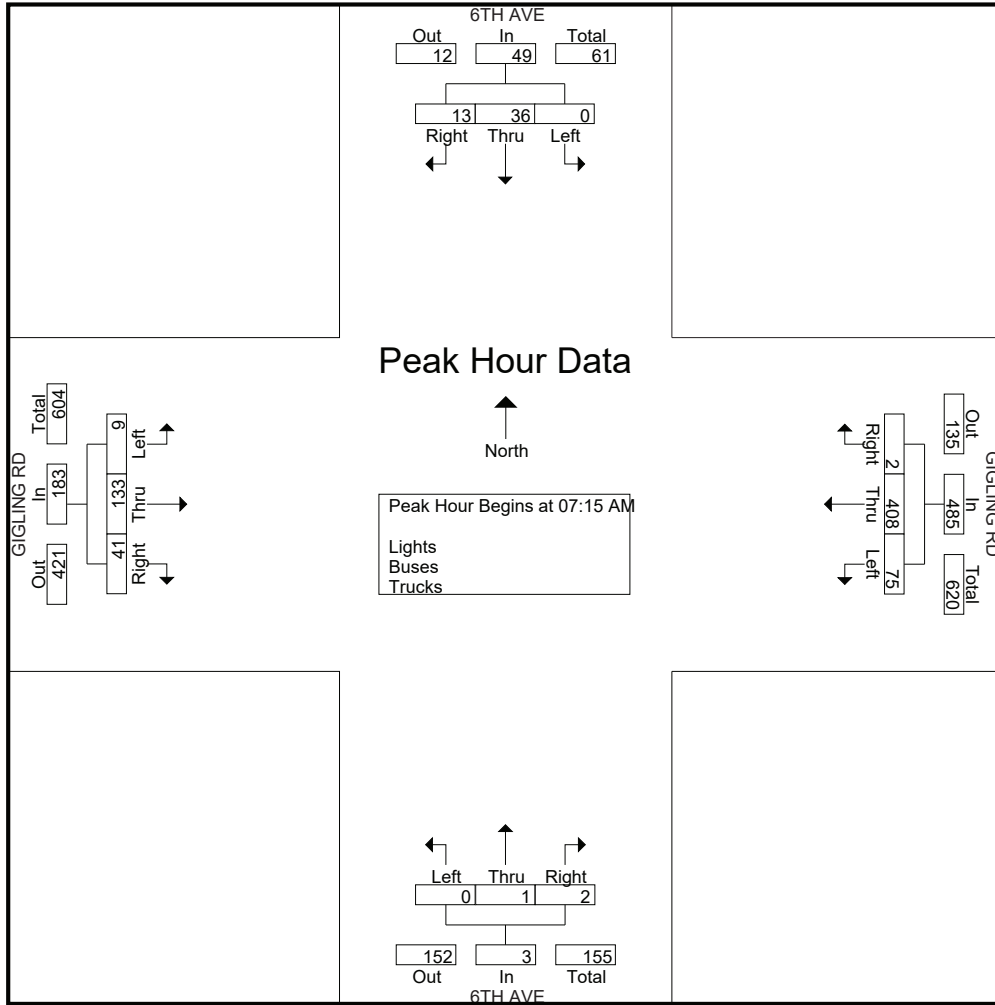 6TH AVE
Out In Total
12 49 61
13 36 0
Right Thru Left
Peak Hour Data
North
Peak Hour Begins at 07:15 AM
Lights
Buses
Trucks
GIGLING RD
Total In Out
604 183 421
9 133 41
Left Thru Right
GIGLING RD
Out In Total
135 485 620
2 408 75
Right Thru Left
Left Thru Right
0 1 2
152 3 155
Out In Total
6TH AVE